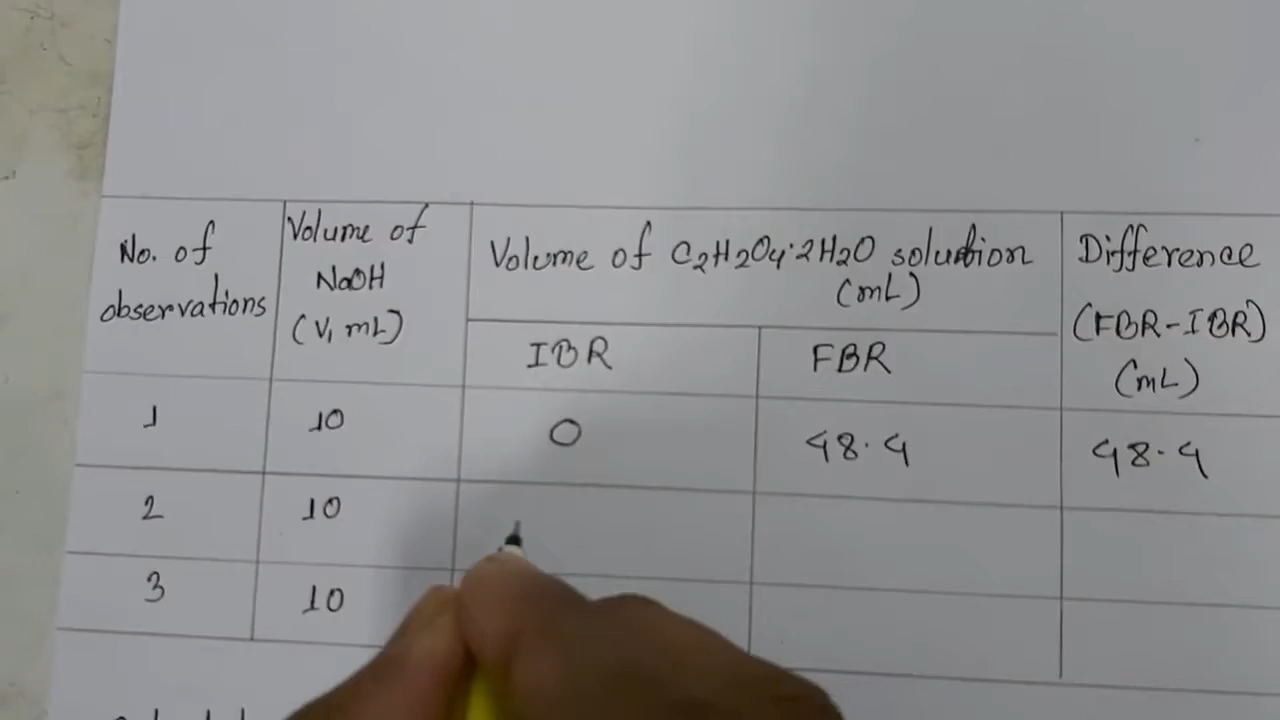 No. of
observations
Volume of
NaOH
(V₁ mL)
Volume of C₂H₂O₄·2H₂O solution
(mL)
IBR
FBR
Difference
(FBR-IBR)
(mL)
1
10
0
48.4
48.4
2
10
3
10